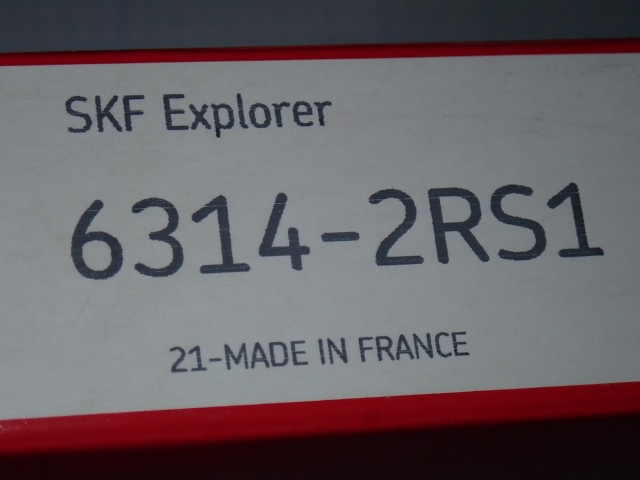 SKF Explorer
6314-2RS1
21-MADE IN FRANCE